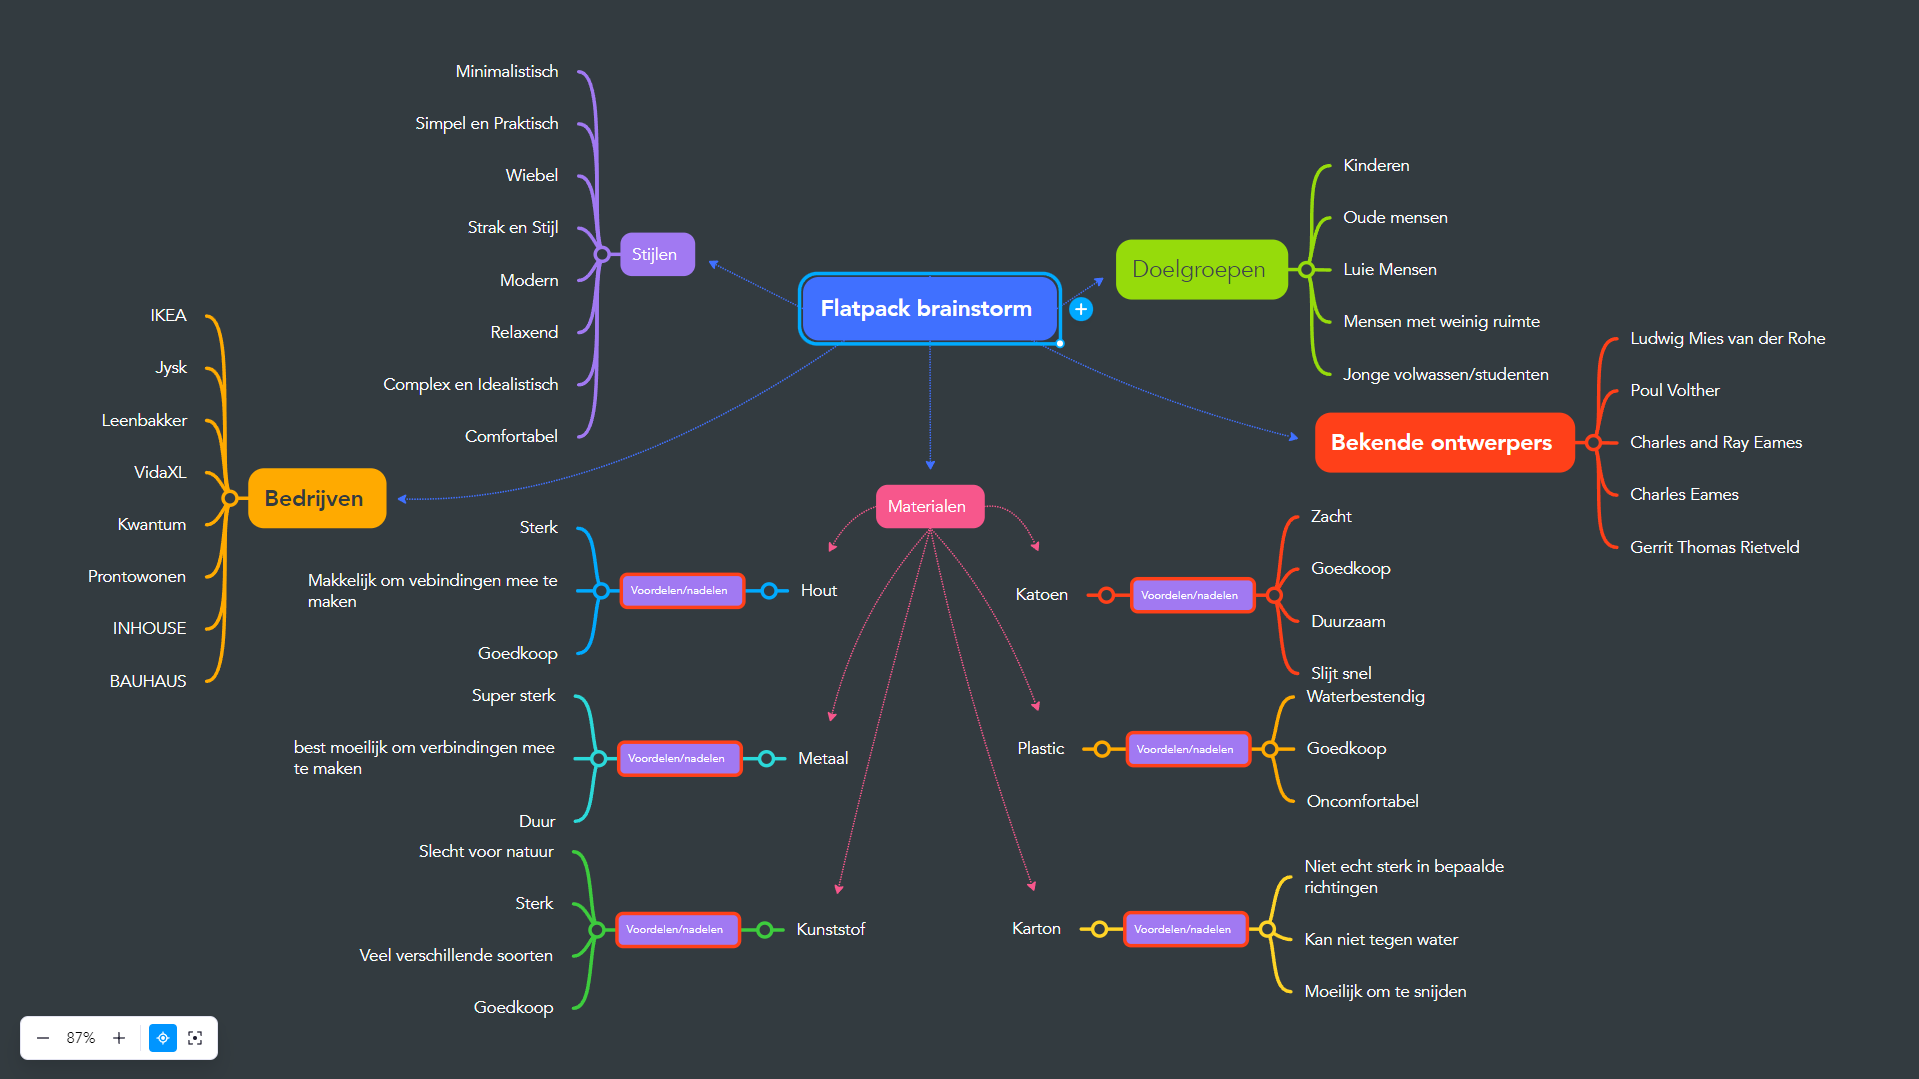 Flatpack brainstorm
Stijlen
Minimalistisch
Simpel en Praktisch
Wiebel
Strak en Stijl
Modern
Relaxend
Complex en Idealistisch
Comfortabel
Doelgroepen
Kinderen
Oude mensen
Luie Mensen
Mensen met weinig ruimte
Jonge volwassen/studenten
Bekende ontwerpers
Ludwig Mies van der Rohe
Poul Volther
Charles and Ray Eames
Charles Eames
Gerrit Thomas Rietveld
Bedrijven
IKEA
Jysk
Leenbakker
VidaXL
Kwantum
Prontowonen
INHOUSE
BAUHAUS
Materialen
Hout
Voordelen/nadelen
Sterk
Makkelijk om vebindingen mee te
maken
Goedkoop
Metaal
Voordelen/nadelen
Super sterk
best moeilijk om verbindingen mee
te maken
Duur
Kunststof
Voordelen/nadelen
Slecht voor natuur
Sterk
Veel verschillende soorten
Goedkoop
Katoen
Voordelen/nadelen
Zacht
Goedkoop
Duurzaam
Slijt snel
Plastic
Voordelen/nadelen
Waterbestendig
Goedkoop
Oncomfortabel
Karton
Voordelen/nadelen
Niet echt sterk in bepaalde
richtingen
Kan niet tegen water
Moeilijk om te snijden
87%